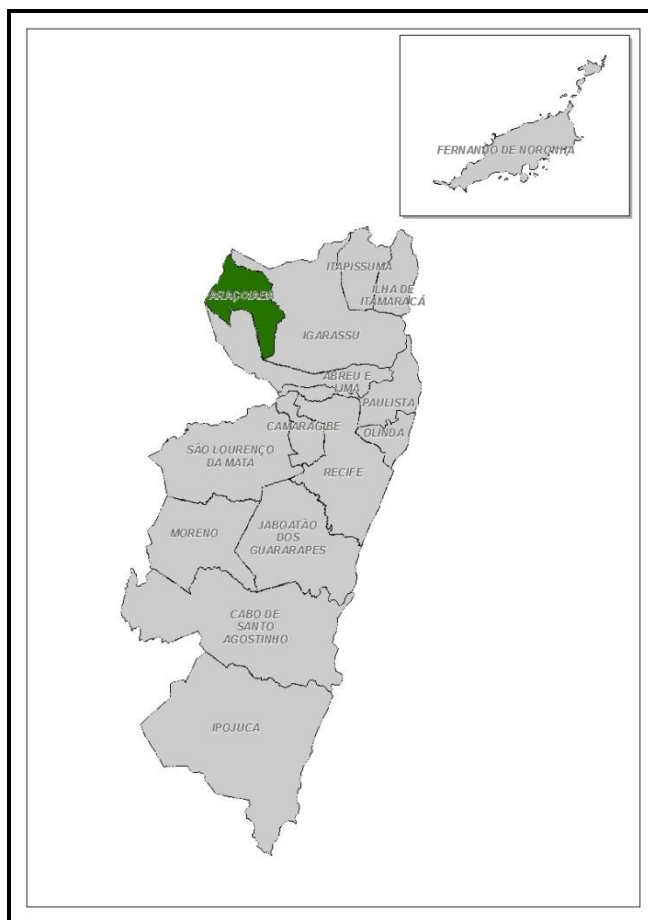 FERNANDO DE NORONHA
ITAPISSUMA
ILHA DE
ITAMARACÁ
ARAÇOIABA
IGARASSU
ABREU E
LIMA
PAULISTA
CAMARAGIBE
OLINDA
SÃO LOURENÇO
DA MATA
RECIFE
MORENO
JABOATÃO
DOS
GUARARAPES
CABO DE
SANTO
AGOSTINHO
IPOJUCA